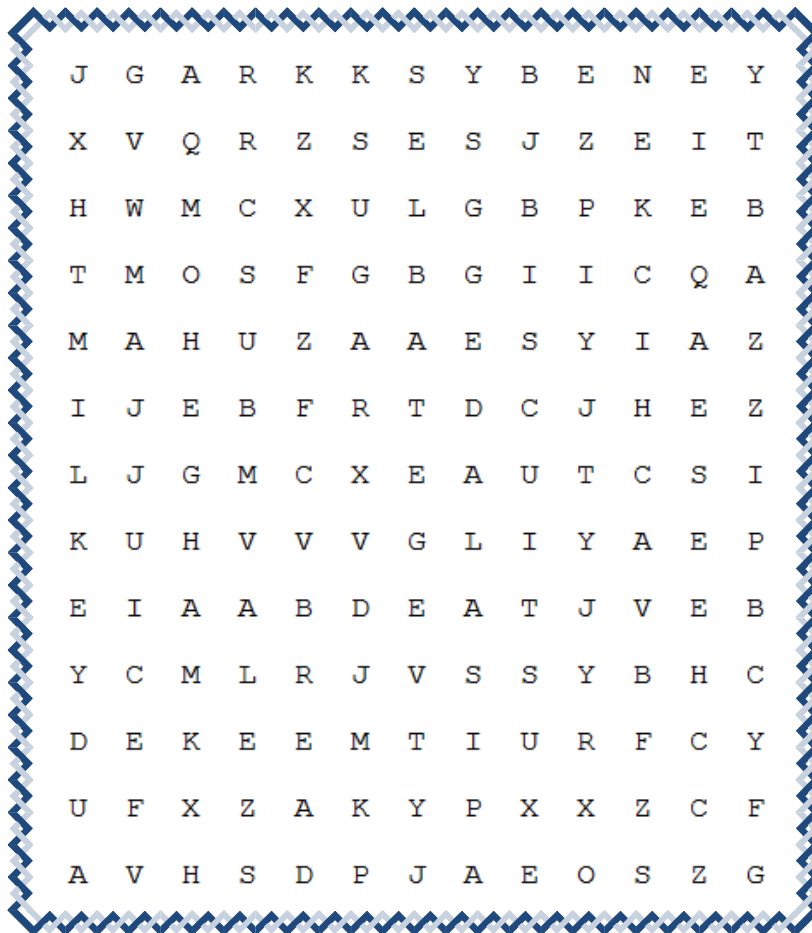 J G A R K K S Y B E N E Y
X V Q R Z S E S J Z E I T
H W M C X U L G B P K E B
T M O S F G B G I I C Q A
M A H U Z A A E S Y I A Z
I J E B F R T D C J H E Z
L J G M C X E A U T C S I
K U H V V V G L I Y A E P
E I A A B D E A T J V E B
Y C M L R J V S S Y B H C
D E K E E M T I U R F C Y
U F X Z A K Y P X X Z C F
A V H S D P J A E O S Z G